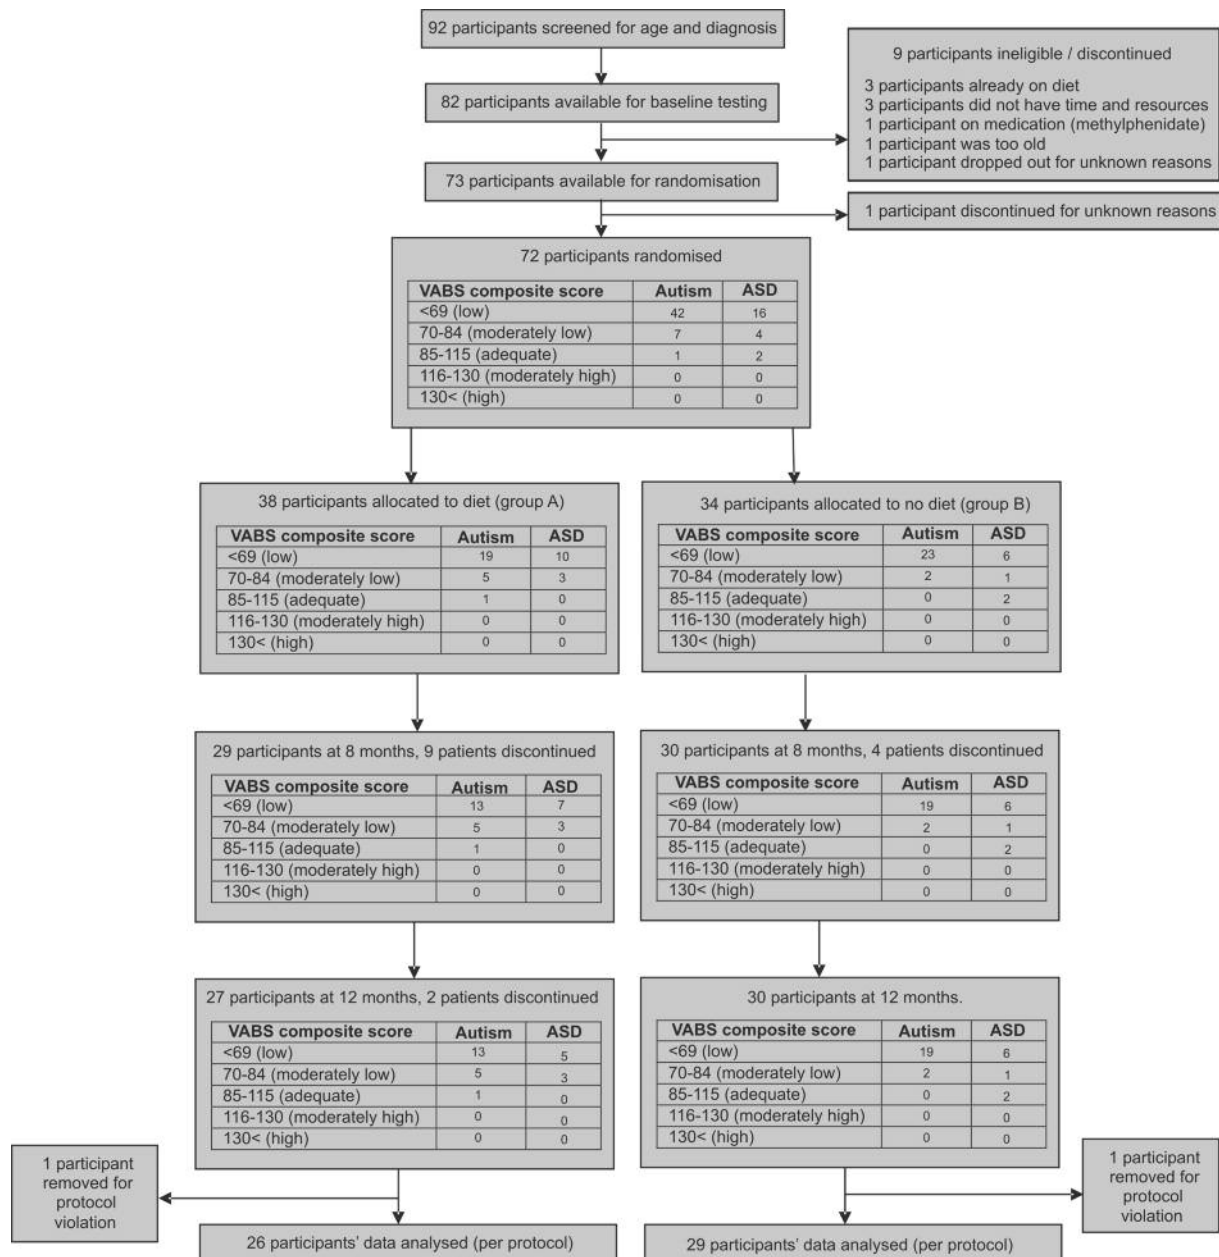 92 participants screened for age and diagnosis
9 participants ineligible / discontinued
3 participants already on diet
3 participants did not have time and resources
1 participant on medication (methylphenidate)
1 participant was too old
1 participant dropped out for unknown reasons
82 participants available for baseline testing
73 participants available for randomisation
1 participant discontinued for unknown reasons
72 participants randomised
VABS composite score Autism ASD
<69 (low) 42 16
70-84 (moderately low) 7 4
85-115 (adequate) 1 2
116-130 (moderately high) 0 0
130< (high) 0 0
38 participants allocated to diet (group A)
VABS composite score Autism ASD
<69 (low) 19 10
70-84 (moderately low) 5 3
85-115 (adequate) 1 0
116-130 (moderately high) 0 0
130< (high) 0 0
34 participants allocated to no diet (group B)
VABS composite score Autism ASD
<69 (low) 23 6
70-84 (moderately low) 2 1
85-115 (adequate) 0 2
116-130 (moderately high) 0 0
130< (high) 0 0
29 participants at 8 months, 9 patients discontinued
VABS composite score Autism ASD
<69 (low) 13 7
70-84 (moderately low) 5 3
85-115 (adequate) 1 0
116-130 (moderately high) 0 0
130< (high) 0 0
30 participants at 8 months, 4 patients discontinued
VABS composite score Autism ASD
<69 (low) 19 6
70-84 (moderately low) 2 1
85-115 (adequate) 0 2
116-130 (moderately high) 0 0
130< (high) 0 0
27 participants at 12 months, 2 patients discontinued
VABS composite score Autism ASD
<69 (low) 13 5
70-84 (moderately low) 5 3
85-115 (adequate) 1 0
116-130 (moderately high) 0 0
130< (high) 0 0
30 participants at 12 months.
VABS composite score Autism ASD
<69 (low) 19 6
70-84 (moderately low) 2 1
85-115 (adequate) 0 2
116-130 (moderately high) 0 0
130< (high) 0 0
1 participant
removed for
protocol
violation
1 participant
removed for
protocol
violation
26 participants' data analysed (per protocol)
29 participants' data analysed (per protocol)